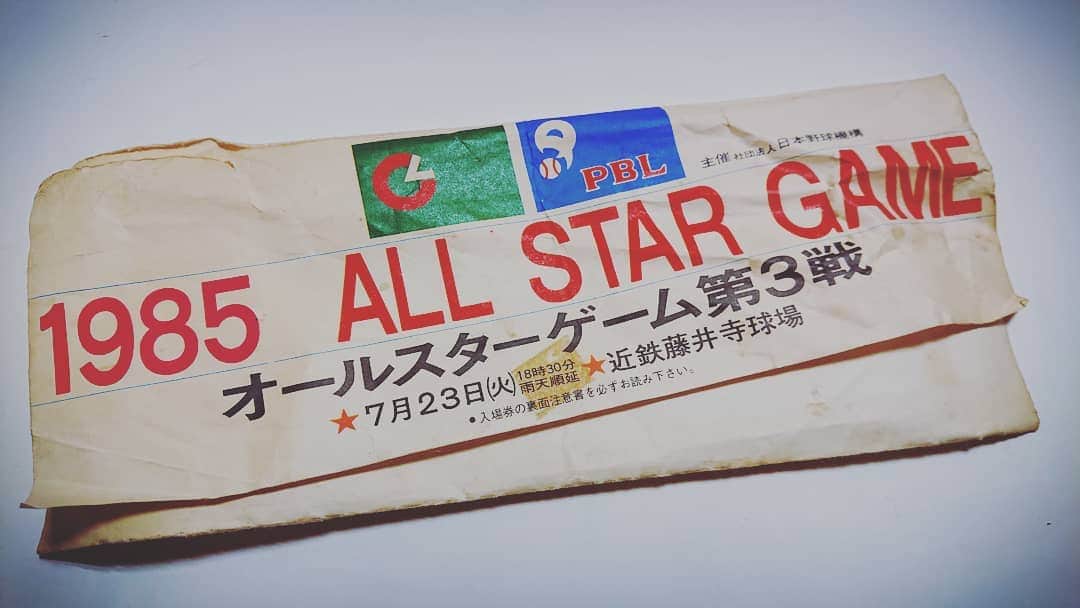 PBL
主催 社団法人日本野球機構
1985 ALL STAR GAME
オールスターゲーム第3戦
★7月23日(火) 18時30分 雨天順延 ★近鉄藤井寺球場
●入場券の裏面注意書を必ずお読み下さい。